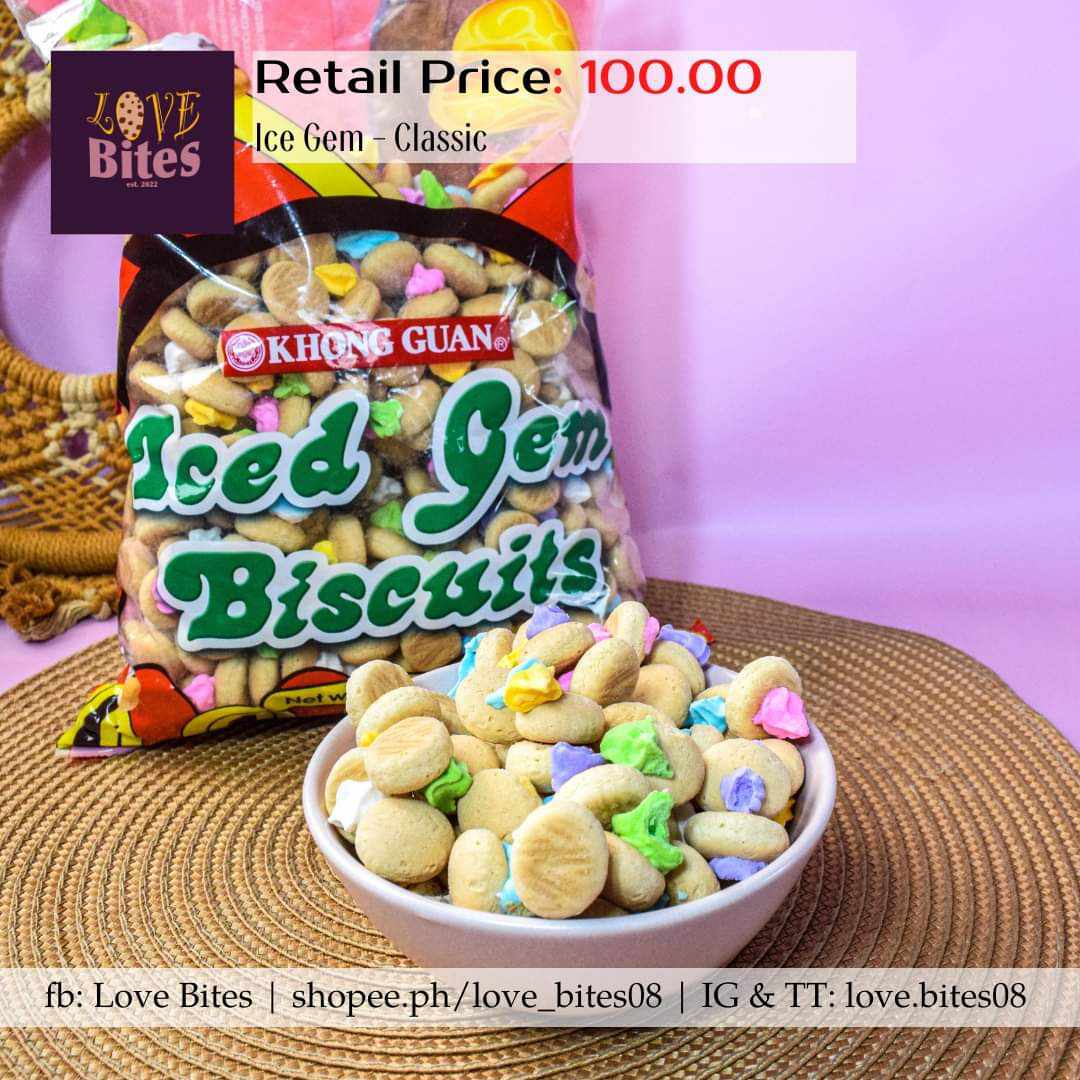 LOVE
Bites
est. 2022
Retail Price: 100.00
Ice Gem - Classic
KHONG GUAN®
Iced Gem
Biscuits
Net W
fb: Love Bites | shopee.ph/love_bites08 | IG & TT: love.bites08